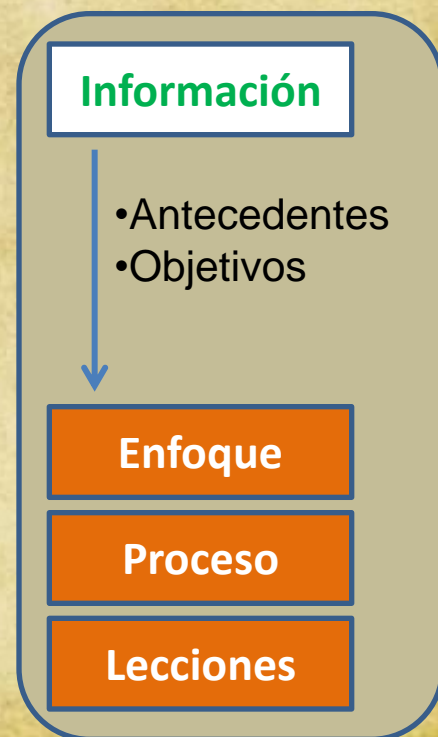 Información
•Antecedentes
•Objetivos
Enfoque
Proceso
Lecciones